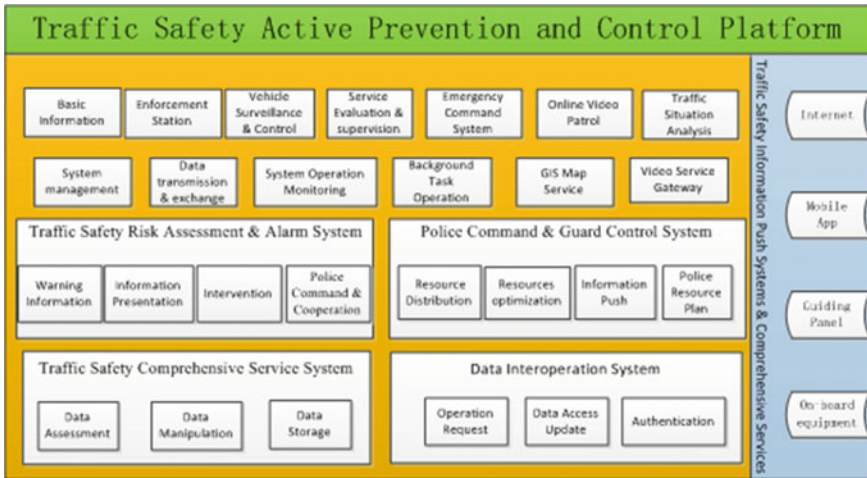 Traffic Safety Active Prevention and Control Platform
Basic
Information
Enforcement
Station
Vehicle
Surveillance
& Control
Service
Evaluation &
supervision
Emergency
Command
System
Online Video
Patrol
Traffic
Situation
Analysis
System
management
Data
transmission
& exchange
System Operation
Monitoring
Background
Task
Operation
GIS Map
Service
Video Service
Gateway
Traffic Safety Risk Assessment & Alarm System
Warning
Information
Information
Presentation
Intervention
Police
Command &
Cooperation
Police Command & Guard Control System
Resource
Distribution
Resources
optimization
Information
Push
Police
Resource
Plan
Traffic Safety Comprehensive Service System
Data
Assessment
Data
Manipulation
Data
Storage
Data Interoperation System
Operation
Request
Data Access
Update
Authentication
Traffic Safety Information Push Systems & Comprehensive Services
Internet
Mobile
App
Guiding
Panel
On-board
equipment